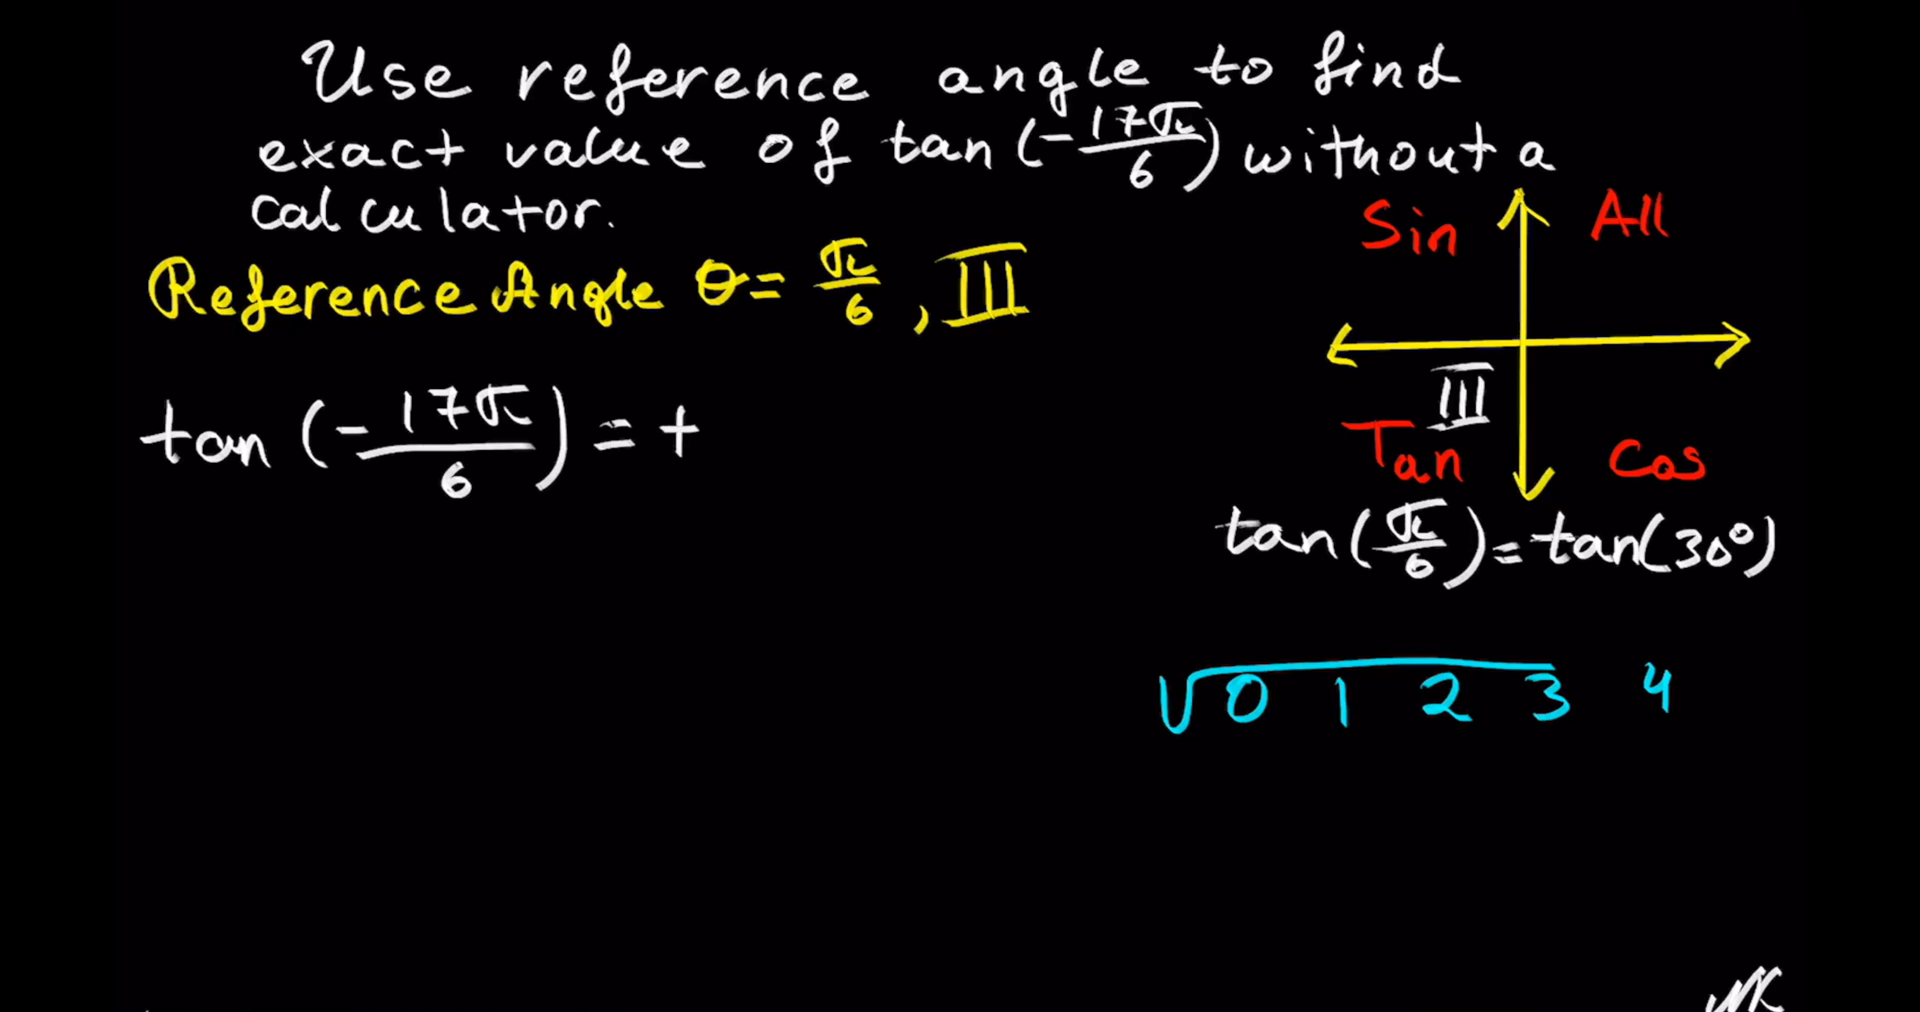 Use reference angle to find
exact value of tan(-17π/6) without a
calculator.
Sin All
Reference Angle θ = π/6, III
III
Tan Cos
tan(-17π/6) = +
tan(π/6) = tan(30°)
√0 1 2 3 4